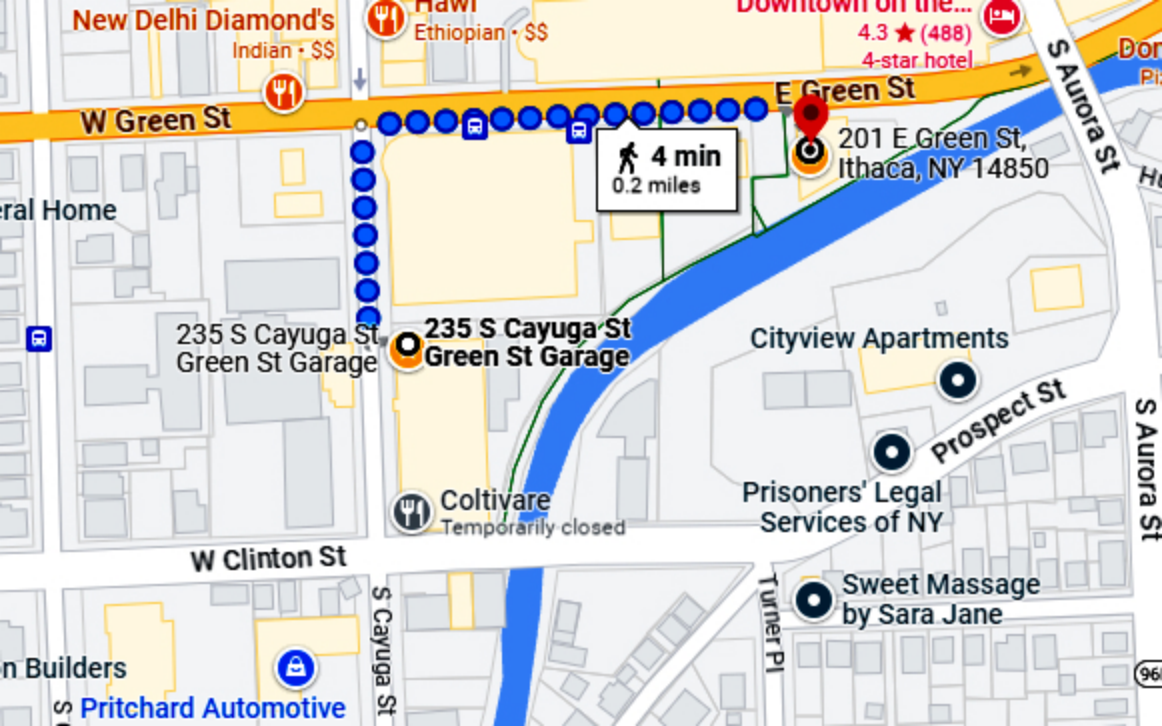 New Delhi Diamond's
Indian • $$
Hawi
Ethiopian • $$
Downtown on the...
4.3 ★ (488)
4-star hotel
S Aurora St
W Green St
E Green St
4 min
0.2 miles
201 E Green St,
Ithaca, NY 14850
eral Home
235 S Cayuga St
Green St Garage
235 S Cayuga St
Green St Garage
Cityview Apartments
Prospect St
S Aurora St
Prisoners' Legal
Services of NY
Coltivare
Temporarily closed
W Clinton St
S Cayuga St
Turner Pl
Sweet Massage
by Sara Jane
n Builders
Pritchard Automotive